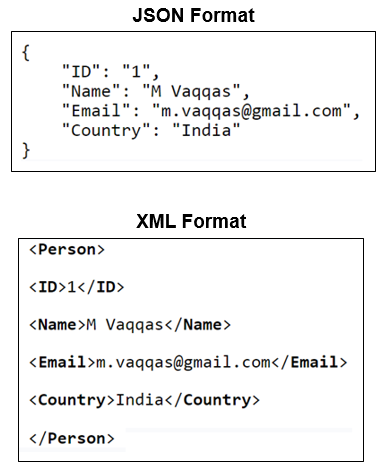 JSON Format
{
"ID": "1",
"Name": "M Vaqqas",
"Email": "m.vaqqas@gmail.com",
"Country": "India"
}
XML Format
<Person>
<ID>1</ID>
<Name>M Vaqqas</Name>
<Email>m.vaqqas@gmail.com</Email>
<Country>India</Country>
</Person>